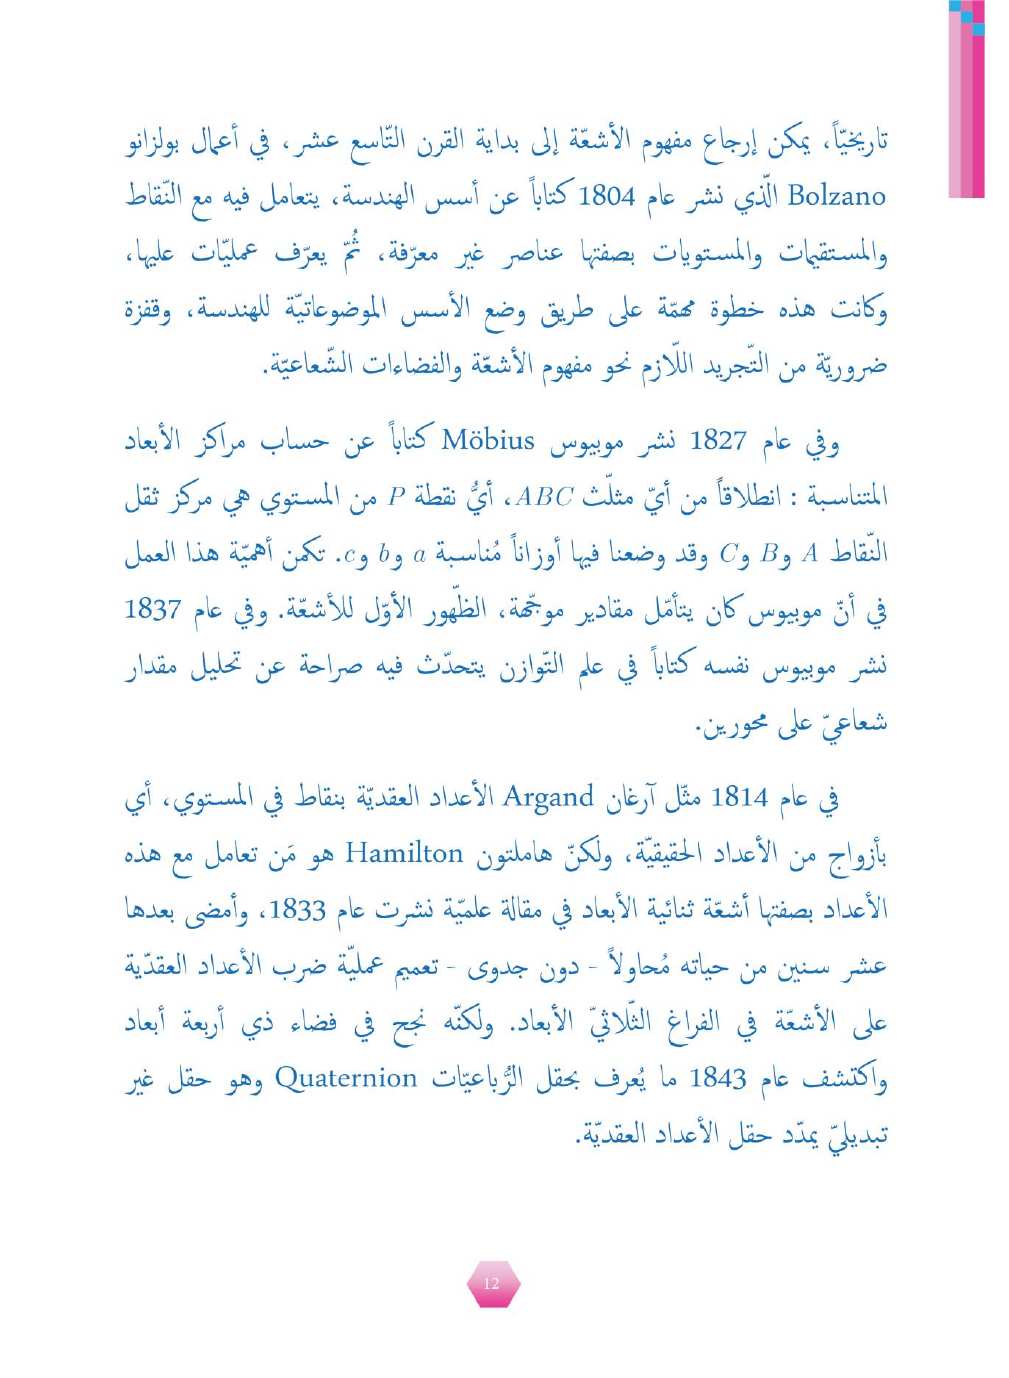 تاريخيّاً، يمكن إرجاع مفهوم الأشعّة إلى بداية القرن التّاسع عشر، في أعمال بولزانو
Bolzano الّذي نشر عام 1804 كتاباً عن أسس الهندسة، يتعامل فيه مع النّقاط
والمستقيمات والمستويات بصفتها عناصر غير معرّفة، ثُمّ يعرّف عمليّات عليها،
وكانت هذه خطوة مهمّة على طريق وضع الأسس الموضوعاتيّة للهندسة، وقفزة
ضروريّة من التّجريد اللّازم نحو مفهوم الأشعّة والفضاءات الشّعاعيّة.
وفي عام 1827 نشر موبيوس Möbius كتاباً عن حساب مراكز الأبعاد
المتناسبة : انطلاقاً من أيّ مثلّث ABC، أيُّ نقطة P من المستوي هي مركز ثقل
النّقاط A وB وC وقد وضعنا فيها أوزاناً مُناسبة a وb وc. تكمن أهميّة هذا العمل
في أنّ موبيوس كان يتأمّل مقادير موجّهة، الظّهور الأوّل للأشعّة. وفي عام 1837
نشر موبيوس نفسه كتاباً في علم التّوازن يتحدّث فيه صراحة عن تحليل مقدار
شعاعيّ على محورين.
في عام 1814 مثّل آرغان Argand الأعداد العقديّة بنقاط في المستوي، أي
بأزواج من الأعداد الحقيقيّة، ولكنّ هاملتون Hamilton هو مَن تعامل مع هذه
الأعداد بصفتها أشعّة ثنائية الأبعاد في مقالة علميّة نشرت عام 1833، وأمضى بعدها
عشر سنين من حياته مُحاولاً - دون جدوى - تعميم عمليّة ضرب الأعداد العقدّية
على الأشعّة في الفراغ الثّلاثيّ الأبعاد. ولكنّه نجح في فضاء ذي أربعة أبعاد
واكتشف عام 1843 ما يُعرف بحقل الرُّباعيّات Quaternion وهو حقل غير
تبديليّ يمدّد حقل الأعداد العقديّة.
12